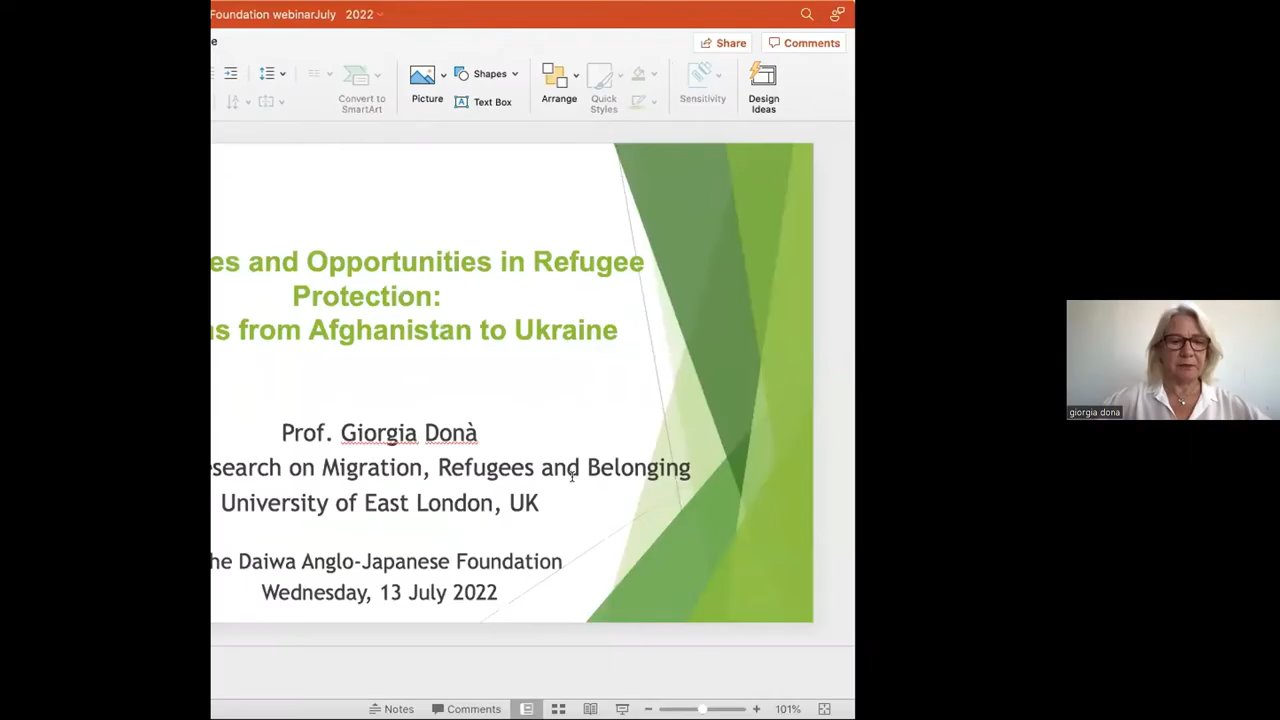 Foundation webinarJuly 2022
e
Share
Comments
Convert to
SmartArt
Picture
Shapes
Text Box
Arrange
Quick
Styles
Sensitivity
Design
Ideas
es and Opportunities in Refugee
Protection:
ns from Afghanistan to Ukraine
Prof. Giorgia Donà
esearch on Migration, Refugees and Belonging
University of East London, UK
he Daiwa Anglo-Japanese Foundation
Wednesday, 13 July 2022
giorgia dona
Notes
Comments
101%